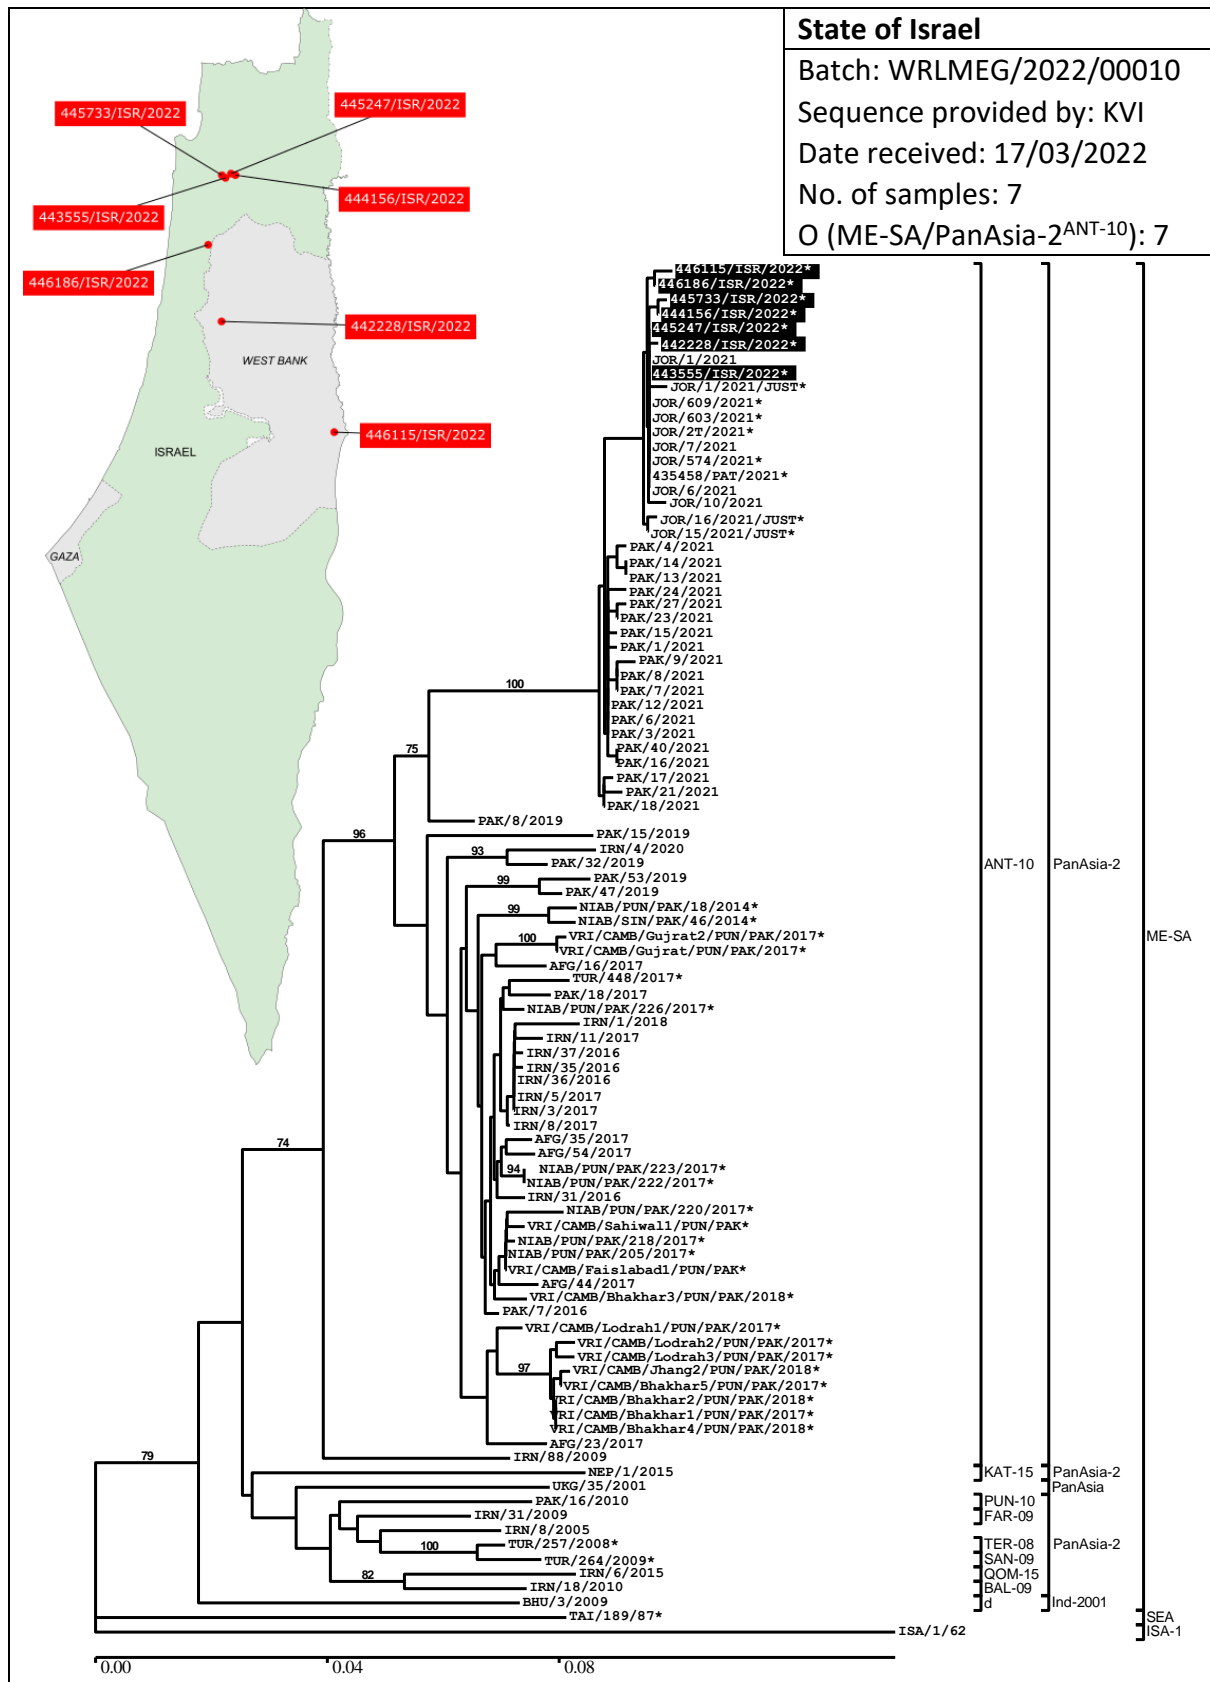 State of Israel
Batch: WRLMEG/2022/00010
Sequence provided by: KVI
Date received: 17/03/2022
No. of samples: 7
O (ME-SA/PanAsia-2ANT-10): 7
445733/ISR/2022
445247/ISR/2022
443555/ISR/2022
444156/ISR/2022
446186/ISR/2022
442228/ISR/2022
WEST BANK
446115/ISR/2022
ISRAEL
GAZA
446115/ISR/2022*
446186/ISR/2022*
445733/ISR/2022*
444156/ISR/2022*
445247/ISR/2022*
442228/ISR/2022*
JOR/1/2021
443555/ISR/2022*
JOR/1/2021/JUST*
JOR/609/2021*
JOR/603/2021*
JOR/2T/2021*
JOR/7/2021
JOR/574/2021*
435458/PAT/2021*
JOR/6/2021
JOR/10/2021
JOR/16/2021/JUST*
JOR/15/2021/JUST*
PAK/4/2021
PAK/14/2021
PAK/13/2021
PAK/24/2021
PAK/27/2021
PAK/23/2021
PAK/15/2021
PAK/1/2021
PAK/9/2021
PAK/8/2021
100
PAK/7/2021
PAK/12/2021
PAK/6/2021
PAK/3/2021
75
PAK/40/2021
PAK/16/2021
PAK/17/2021
PAK/21/2021
PAK/18/2021
PAK/8/2019
96
PAK/15/2019
93
IRN/4/2020
PAK/32/2019
ANT-10
PanAsia-2
99
PAK/53/2019
PAK/47/2019
99
NIAB/PUN/PAK/18/2014*
NIAB/SIN/PAK/46/2014*
100
VRI/CAMB/Gujrat2/PUN/PAK/2017*
ME-SA
VRI/CAMB/Gujrat/PUN/PAK/2017*
AFG/16/2017
TUR/448/2017*
PAK/18/2017
NIAB/PUN/PAK/226/2017*
IRN/1/2018
IRN/11/2017
IRN/37/2016
IRN/35/2016
IRN/36/2016
IRN/5/2017
IRN/3/2017
IRN/8/2017
74
AFG/35/2017
AFG/54/2017
94
NIAB/PUN/PAK/223/2017*
NIAB/PUN/PAK/222/2017*
IRN/31/2016
NIAB/PUN/PAK/220/2017*
VRI/CAMB/Sahiwal1/PUN/PAK*
NIAB/PUN/PAK/218/2017*
NIAB/PUN/PAK/205/2017*
VRI/CAMB/Faislabad1/PUN/PAK*
AFG/44/2017
VRI/CAMB/Bhakhar3/PUN/PAK/2018*
PAK/7/2016
VRI/CAMB/Lodrah1/PUN/PAK/2017*
VRI/CAMB/Lodrah2/PUN/PAK/2017*
VRI/CAMB/Lodrah3/PUN/PAK/2017*
97
VRI/CAMB/Jhang2/PUN/PAK/2018*
VRI/CAMB/Bhakhar5/PUN/PAK/2017*
VRI/CAMB/Bhakhar2/PUN/PAK/2018*
VRI/CAMB/Bhakhar1/PUN/PAK/2017*
VRI/CAMB/Bhakhar4/PUN/PAK/2018*
AFG/23/2017
79
IRN/88/2009
NEP/1/2015
KAT-15
PanAsia-2
UKG/35/2001
PanAsia
PAK/16/2010
PUN-10
IRN/31/2009
FAR-09
IRN/8/2005
100
TUR/257/2008*
TER-08
PanAsia-2
TUR/264/2009*
SAN-09
82
IRN/6/2015
QOM-15
IRN/18/2010
BAL-09
BHU/3/2009
d
Ind-2001
TAI/189/87*
SEA
ISA/1/62
ISA-1
0.00
0.04
0.08